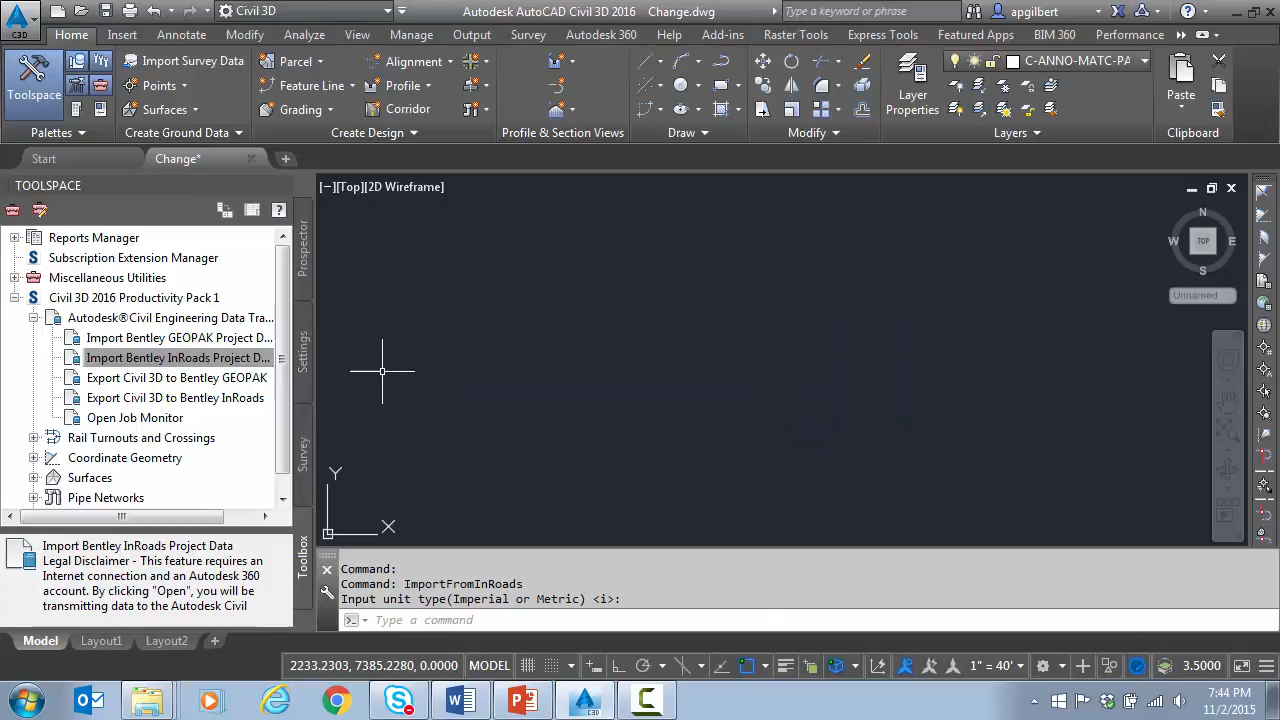 C3D
Civil 3D
Autodesk AutoCAD Civil 3D 2016 Change.dwg
Type a keyword or phrase
apgilbert
Home Insert Annotate Modify Analyze View Manage Output Survey Autodesk 360 Help Add-ins Raster Tools Express Tools Featured Apps BIM 360 Performance
Toolspace
Import Survey Data
Points
Surfaces
Parcel
Feature Line
Grading
Alignment
Profile
Corridor
Layer
Properties
C-ANNO-MATC-PA
Paste
Palettes Create Ground Data Create Design Profile & Section Views Draw Modify Layers Clipboard
Start
Change*
TOOLSPACE
Reports Manager
Subscription Extension Manager
Miscellaneous Utilities
Civil 3D 2016 Productivity Pack 1
Autodesk®Civil Engineering Data Tra...
Import Bentley GEOPAK Project D...
Import Bentley InRoads Project D...
Export Civil 3D to Bentley GEOPAK
Export Civil 3D to Bentley InRoads
Open Job Monitor
Rail Turnouts and Crossings
Coordinate Geometry
Surfaces
Pipe Networks
Prospector
Settings
Survey
Toolbox
Import Bentley InRoads Project Data
Legal Disclaimer - This feature requires an
Internet connection and an Autodesk 360
account. By clicking "Open", you will be
transmitting data to the Autodesk Civil
[−][Top][2D Wireframe]
N
W TOP E
S
Unnamed
Y
X
Command:
Command: ImportFromInRoads
Input unit type(Imperial or Metric) <i>:
Type a command
Model Layout1 Layout2
2233.2303, 7385.2280, 0.0000 MODEL
1" = 40'
3.5000
7:44 PM
11/2/2015